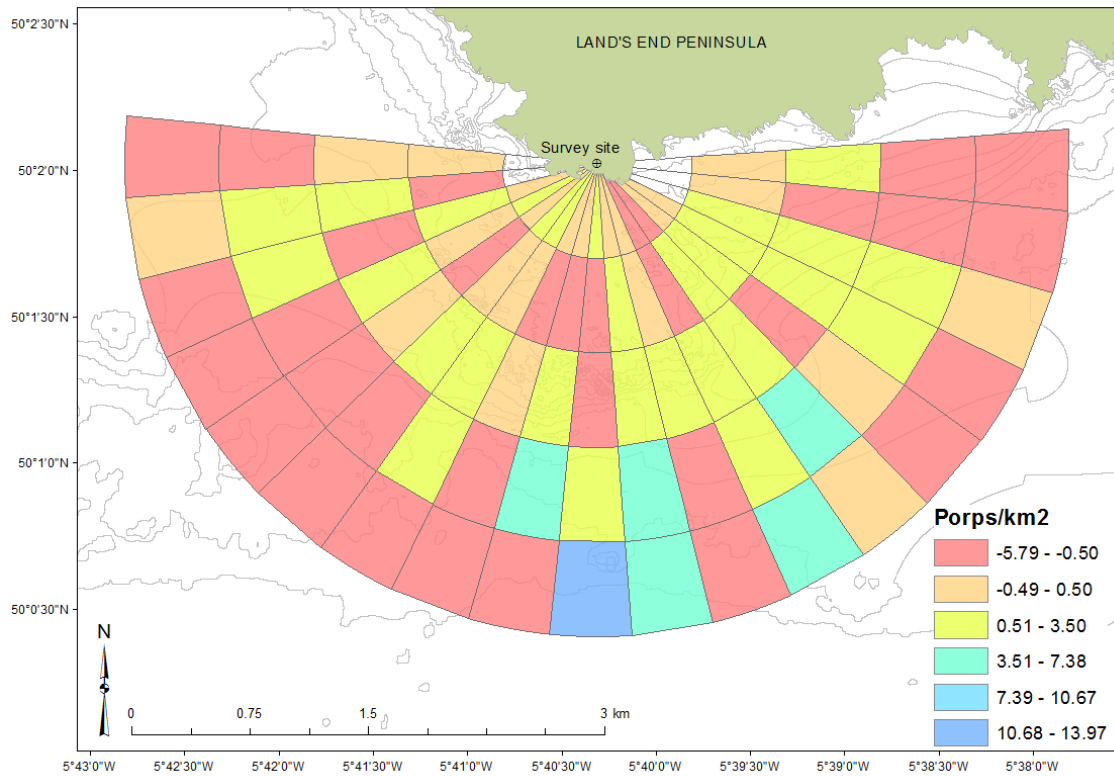 50°2'30"N
LAND'S END PENINSULA
Survey site
50°2'0"N
50°1'30"N
50°1'0"N
50°0'30"N
Porps/km2
-5.79 - -0.50
-0.49 - 0.50
0.51 - 3.50
3.51 - 7.38
7.39 - 10.67
10.68 - 13.97
N
0 0.75 1.5 3 km
5°43'0"W 5°42'30"W 5°42'0"W 5°41'30"W 5°41'0"W 5°40'30"W 5°40'0"W 5°39'30"W 5°39'0"W 5°38'30"W 5°38'0"W